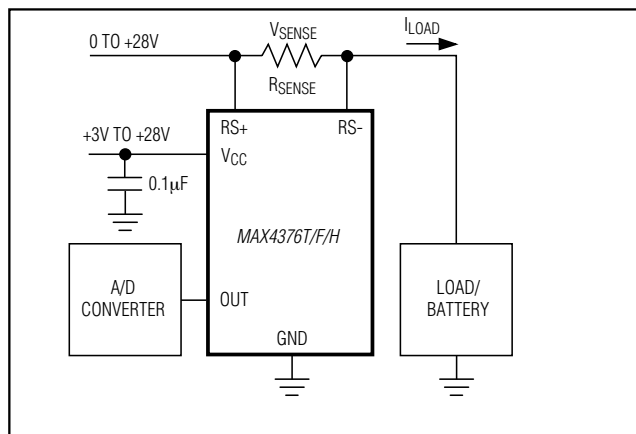 0 TO +28V
VSENSE
ILOAD
RSENSE
RS+
RS-
+3V TO +28V
VCC
0.1µF
MAX4376T/F/H
A/D
CONVERTER
OUT
LOAD/
BATTERY
GND